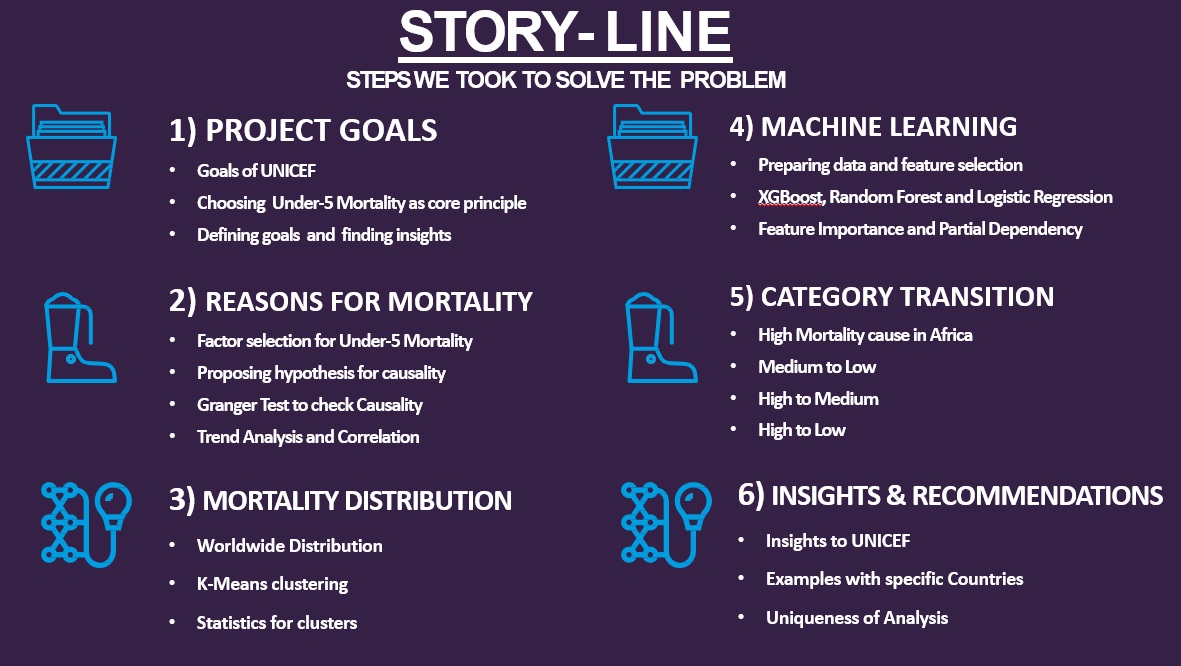 STORY- LINE
STEPS WE TOOK TO SOLVE THE PROBLEM
1) PROJECT GOALS
• Goals of UNICEF
• Choosing Under-5 Mortality as core principle
• Defining goals and finding insights
2) REASONS FOR MORTALITY
• Factor selection for Under-5 Mortality
• Proposing hypothesis for causality
• Granger Test to check Causality
• Trend Analysis and Correlation
3) MORTALITY DISTRIBUTION
• Worldwide Distribution
• K-Means clustering
• Statistics for clusters
4) MACHINE LEARNING
• Preparing data and feature selection
• XGBoost, Random Forest and Logistic Regression
• Feature Importance and Partial Dependency
5) CATEGORY TRANSITION
• High Mortality cause in Africa
• Medium to Low
• High to Medium
• High to Low
6) INSIGHTS & RECOMMENDATIONS
• Insights to UNICEF
• Examples with specific Countries
• Uniqueness of Analysis